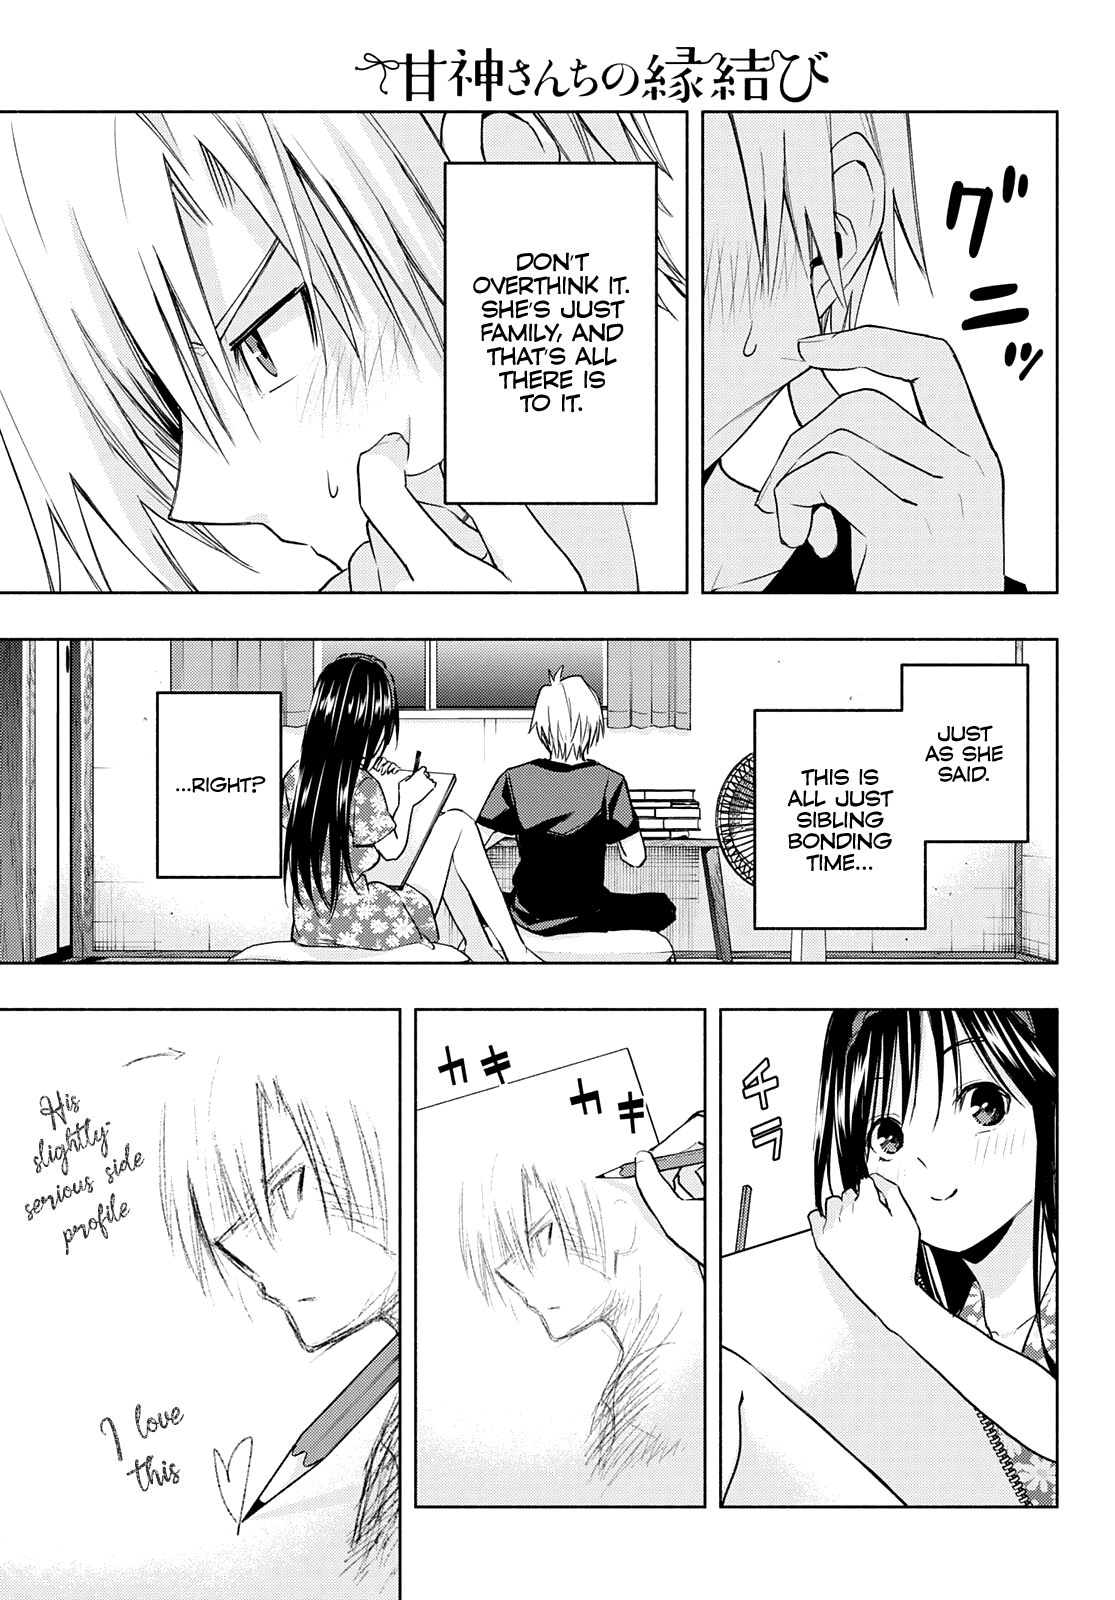 甘神さんちの縁結び
グニッ
DON'T
OVERTHINK IT.
SHE'S JUST
FAMILY, AND
THAT'S ALL
THERE IS
TO IT.
JUST
AS SHE
SAID.
THIS IS
ALL JUST
SIBLING
BONDING
TIME...
...RIGHT?
チラ
カキ
カキ
His
slightly-
serious side
profile
I love
this